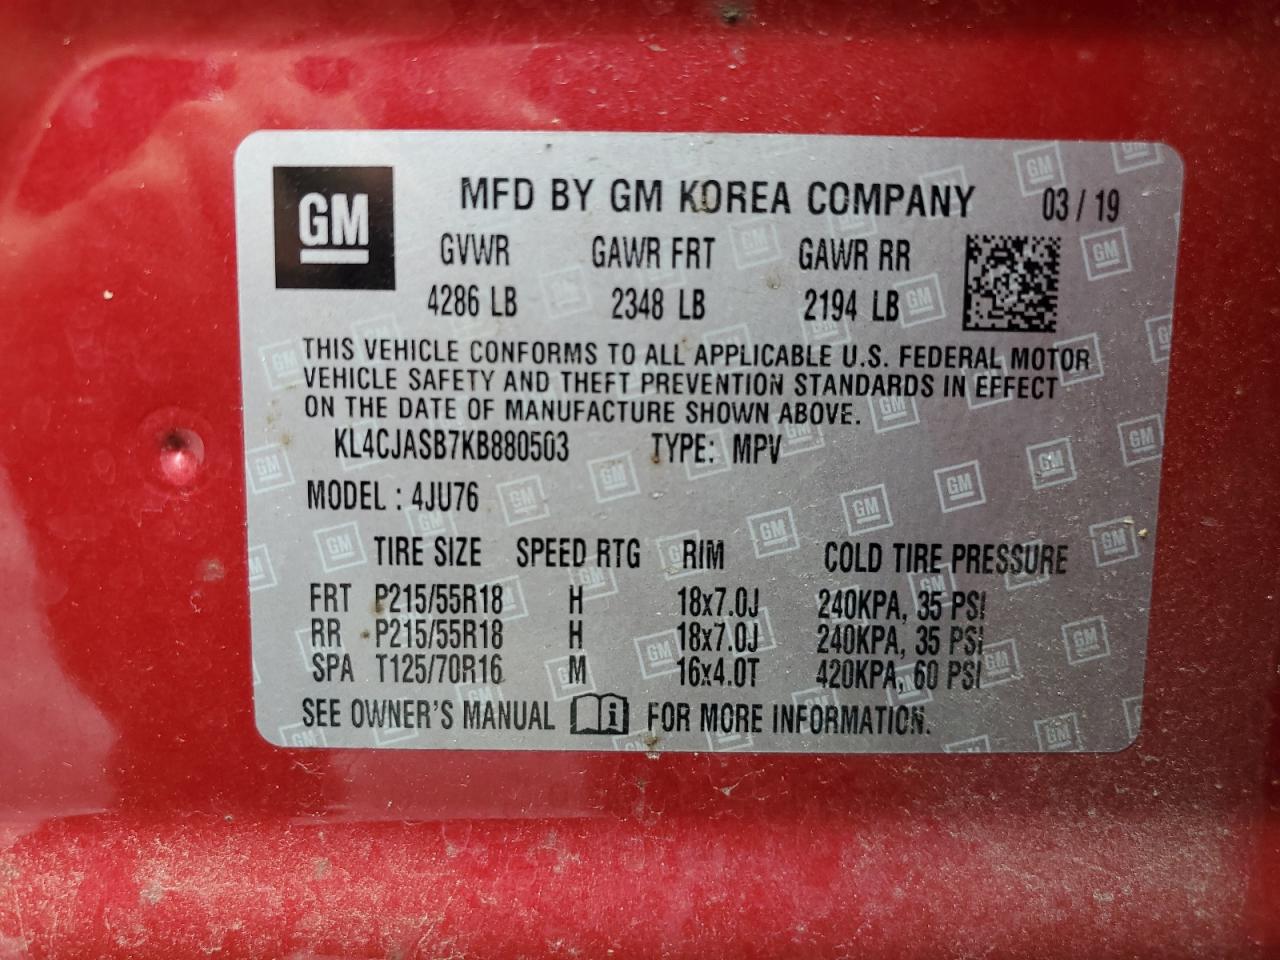 GM
MFD BY GM KOREA COMPANY 03 / 19
GVWR GAWR FRT GAWR RR
4286 LB 2348 LB 2194 LB
THIS VEHICLE CONFORMS TO ALL APPLICABLE U.S. FEDERAL MOTOR
VEHICLE SAFETY AND THEFT PREVENTION STANDARDS IN EFFECT
ON THE DATE OF MANUFACTURE SHOWN ABOVE.
KL4CJASB7KB880503 TYPE: MPV
MODEL : 4JU76
TIRE SIZE SPEED RTG RIM COLD TIRE PRESSURE
FRT P215/55R18 H 18x7.0J 240KPA, 35 PSI
RR P215/55R18 H 18x7.0J 240KPA, 35 PSI
SPA T125/70R16 M 16x4.0T 420KPA, 60 PSI
SEE OWNER'S MANUAL i FOR MORE INFORMATION.